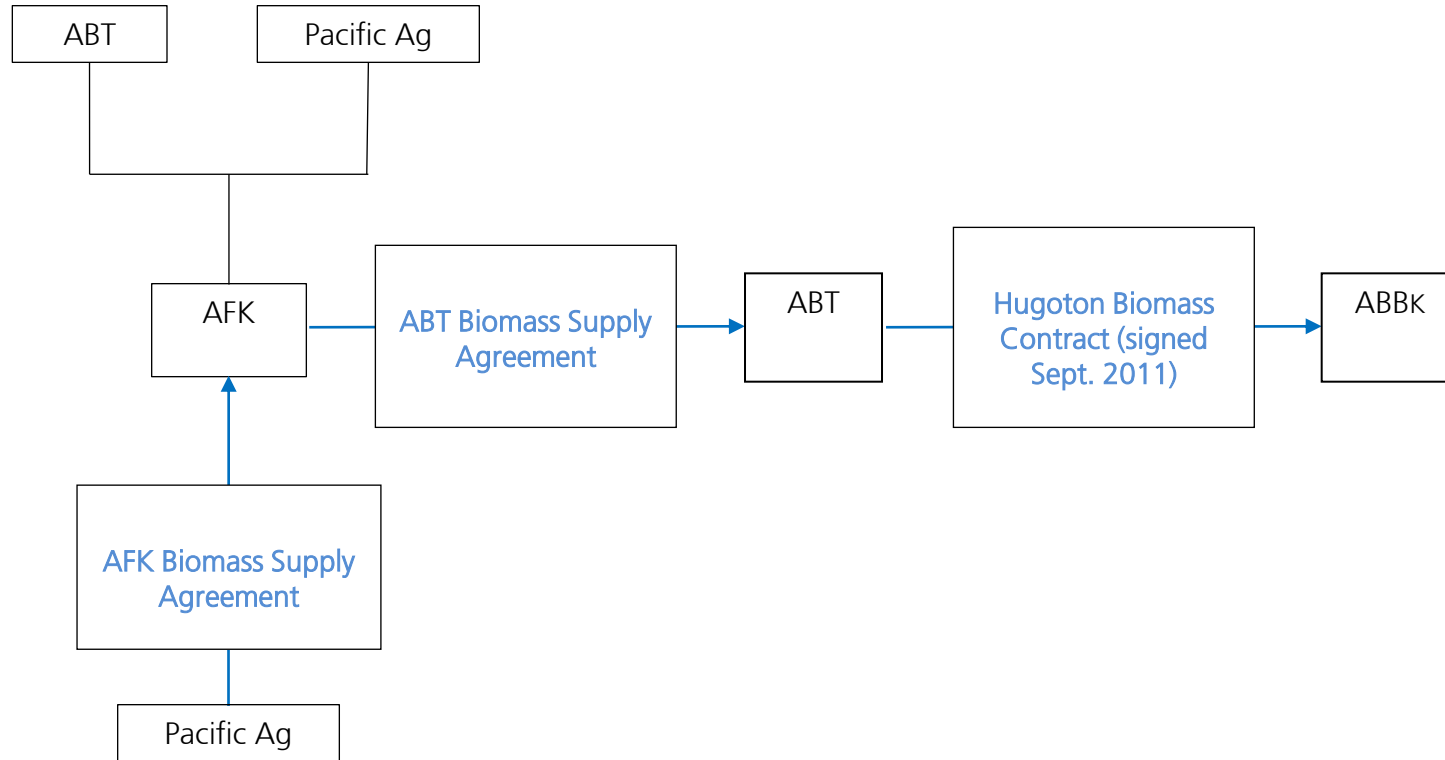 ABT
Pacific Ag
AFK
ABT Biomass Supply
Agreement
ABT
Hugoton Biomass
Contract (signed
Sept. 2011)
ABBK
AFK Biomass Supply
Agreement
Pacific Ag